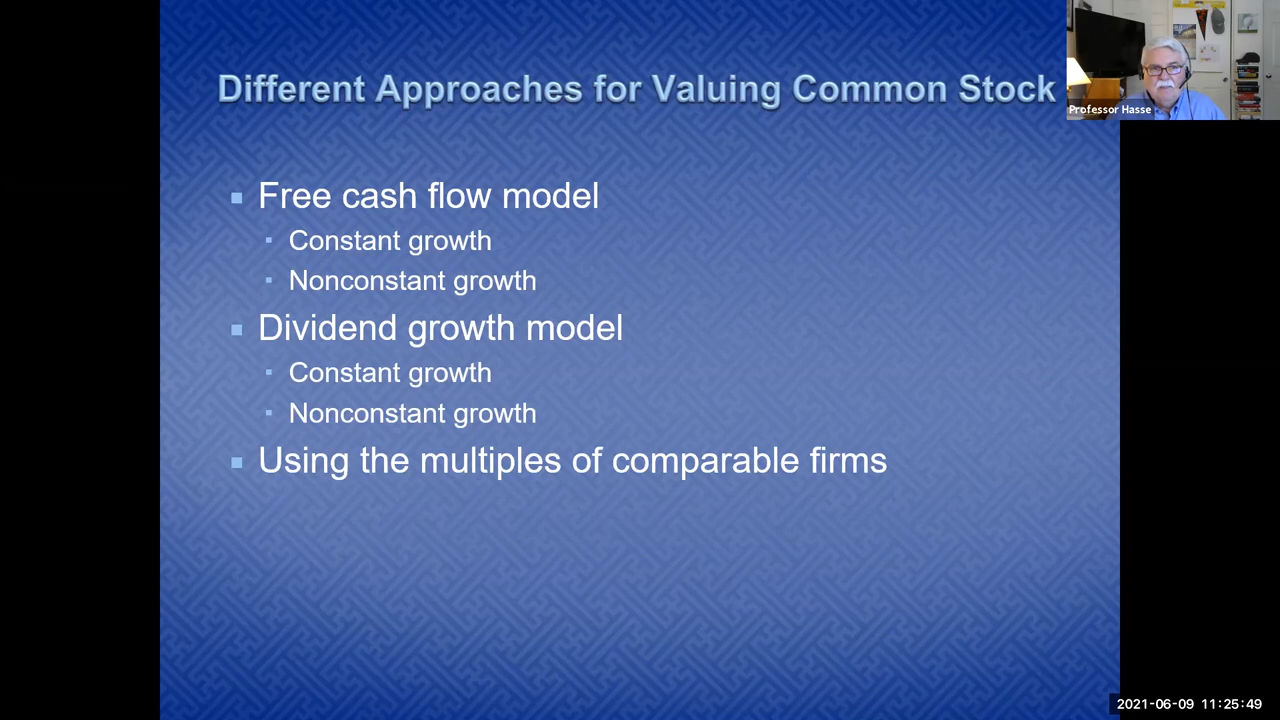 Different Approaches for Valuing Common Stock
Professor Hasse
Free cash flow model
Constant growth
Nonconstant growth
Dividend growth model
Constant growth
Nonconstant growth
Using the multiples of comparable firms
2021-06-09 11:25:49